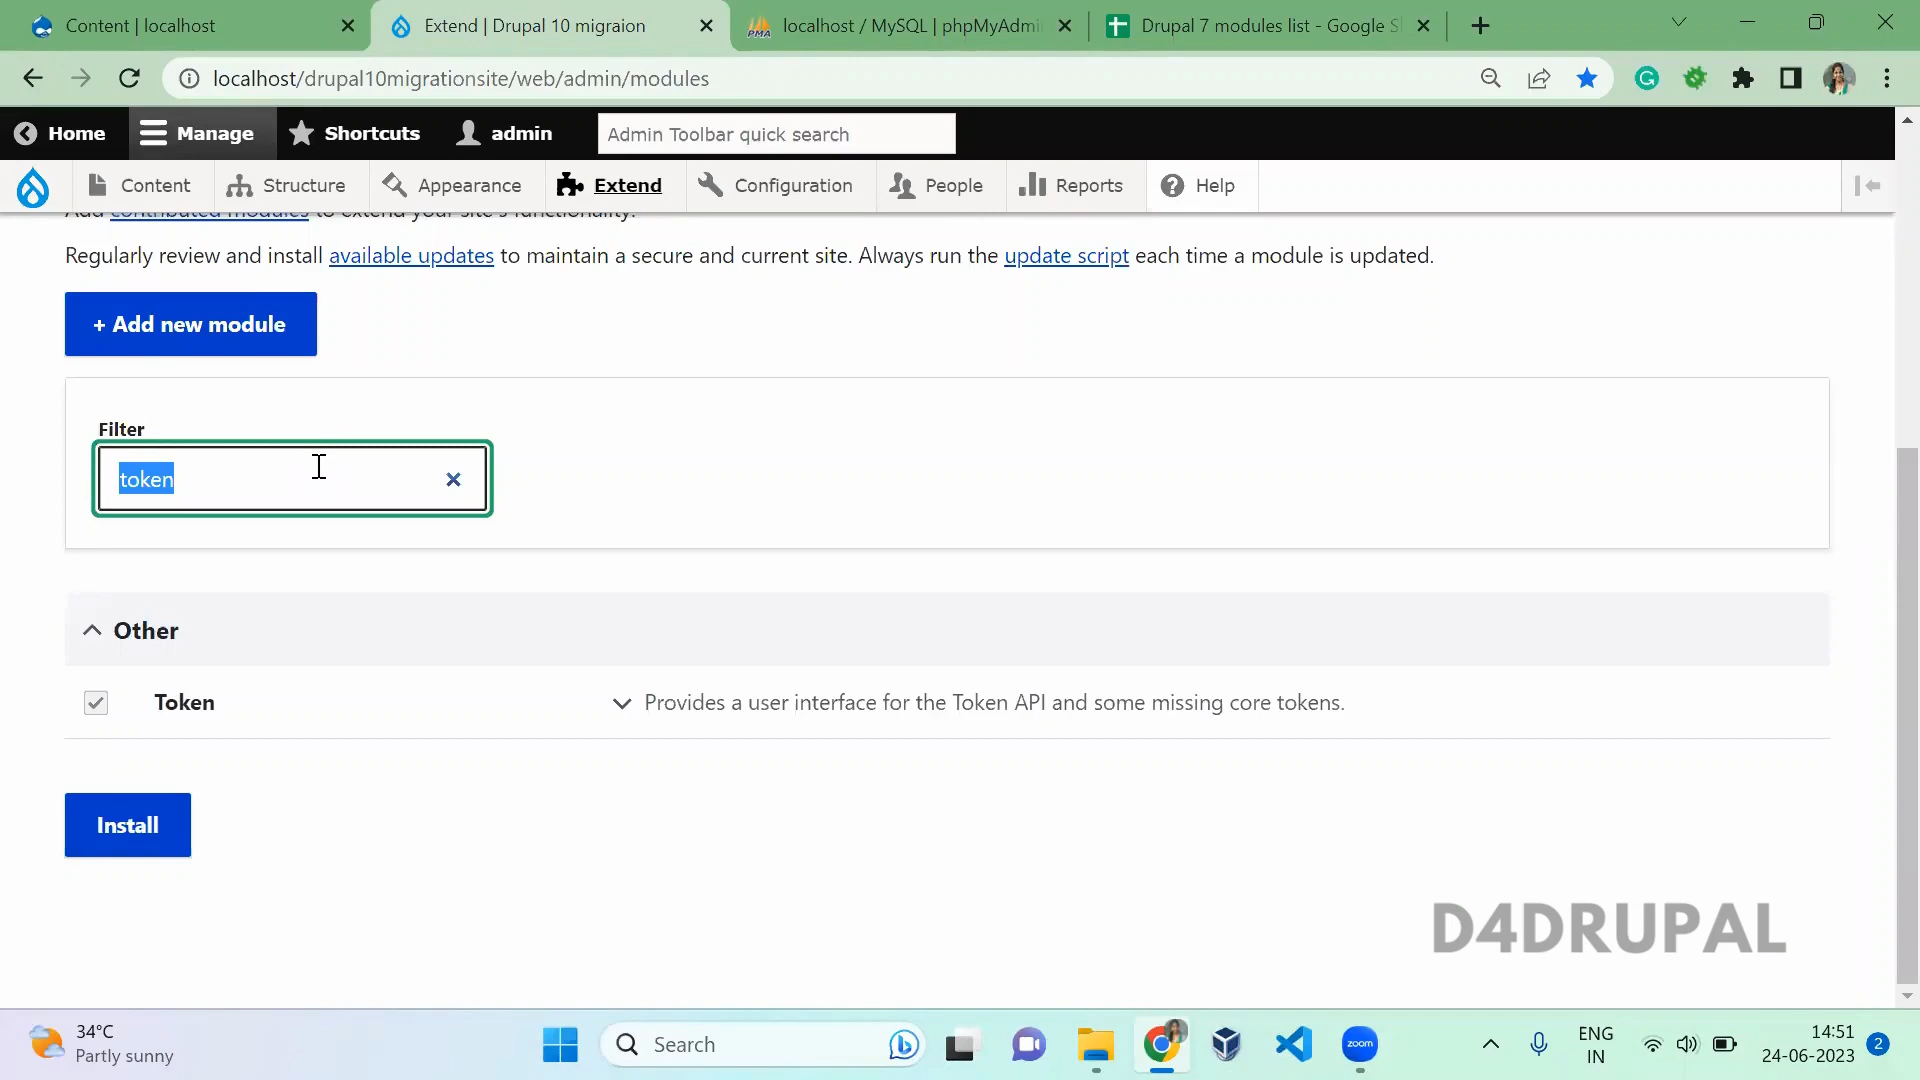 Content | localhost
Extend | Drupal 10 migraion
localhost / MySQL | phpMyAdmin
Drupal 7 modules list - Google S
localhost/drupal10migrationsite/web/admin/modules
Home
Manage
Shortcuts
admin
Admin Toolbar quick search
Content
Structure
Appearance
Extend
Configuration
People
Reports
Help
Add contributed modules to extend your site's functionality.
Regularly review and install available updates to maintain a secure and current site. Always run the update script each time a module is updated.
+ Add new module
Filter
token
Other
Token
Provides a user interface for the Token API and some missing core tokens.
Install
D4DRUPAL
34°C
Partly sunny
Search
zoom
ENG
IN
14:51
24-06-2023
2